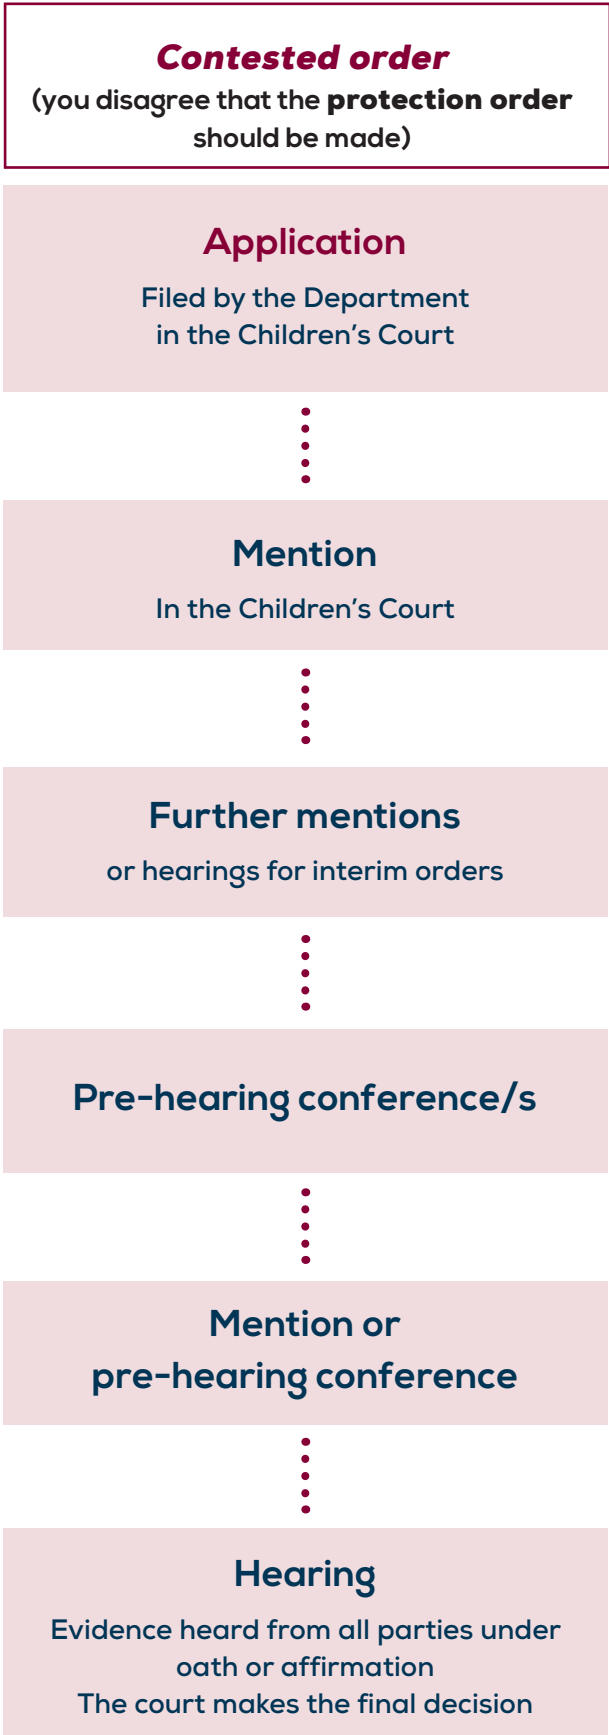 Contested order
(you disagree that the protection order
should be made)
Application
Filed by the Department
in the Children’s Court
Mention
In the Children’s Court
Further mentions
or hearings for interim orders
Pre-hearing conference/s
Mention or
pre-hearing conference
Hearing
Evidence heard from all parties under
oath or affirmation
The court makes the final decision